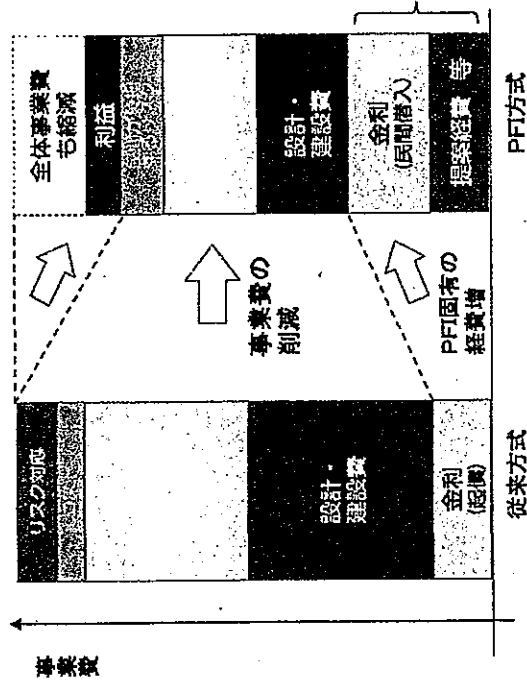 事業費
リスク対応
設計・
建設費
金利
(起債)
従来方式
事業費の
削減
PFI固有の
経費増
全体事業費
も縮減
利益
設計・
建設費
金利
(民間借入)
提案経費 等
PFI方式